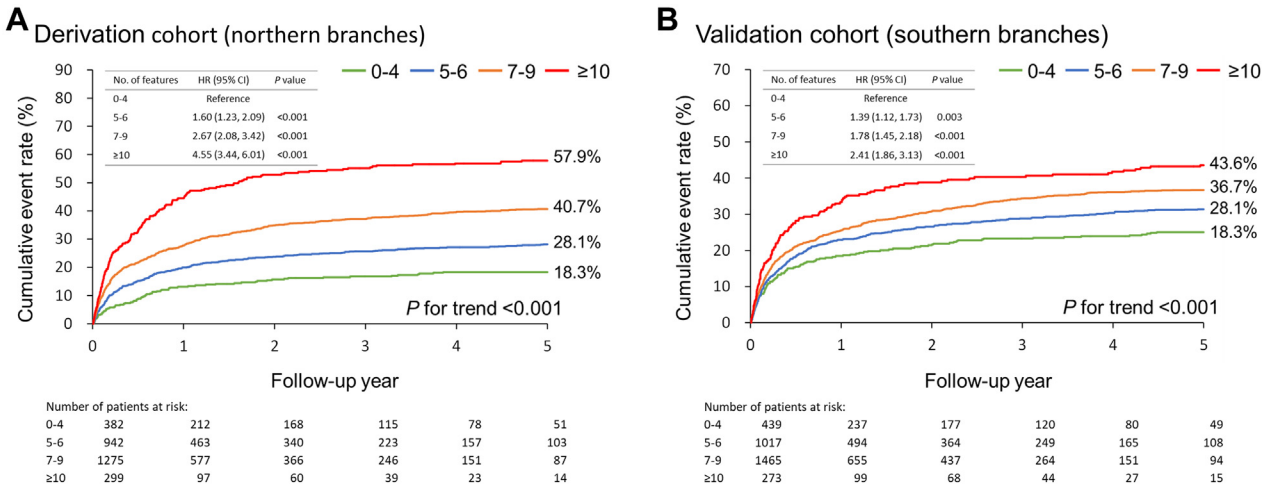 A Derivation cohort (northern branches)
Cumulative event rate (%)
90
80
70
60
50
40
30
20
10
0
No. of features HR (95% CI) P value
0-4 Reference
5-6 1.60 (1.23, 2.09) <0.001
7-9 2.67 (2.08, 3.42) <0.001
≥10 4.55 (3.44, 6.01) <0.001
0-4 5-6 7-9 ≥10
57.9%
40.7%
28.1%
18.3%
P for trend <0.001
0 1 2 3 4 5
Follow-up year
Number of patients at risk:
0-4 382 212 168 115 78 51
5-6 942 463 340 223 157 103
7-9 1275 577 366 246 151 87
≥10 299 97 60 39 23 14
B Validation cohort (southern branches)
Cumulative event rate (%)
70
60
50
40
30
20
10
0
No. of features HR (95% CI) P value
0-4 Reference
5-6 1.39 (1.12, 1.73) 0.003
7-9 1.78 (1.45, 2.18) <0.001
≥10 2.41 (1.86, 3.13) <0.001
0-4 5-6 7-9 ≥10
43.6%
36.7%
28.1%
18.3%
P for trend <0.001
0 1 2 3 4 5
Follow-up year
Number of patients at risk:
0-4 439 237 177 120 80 49
5-6 1017 494 364 249 165 108
7-9 1465 655 437 264 151 94
≥10 273 99 68 44 27 15